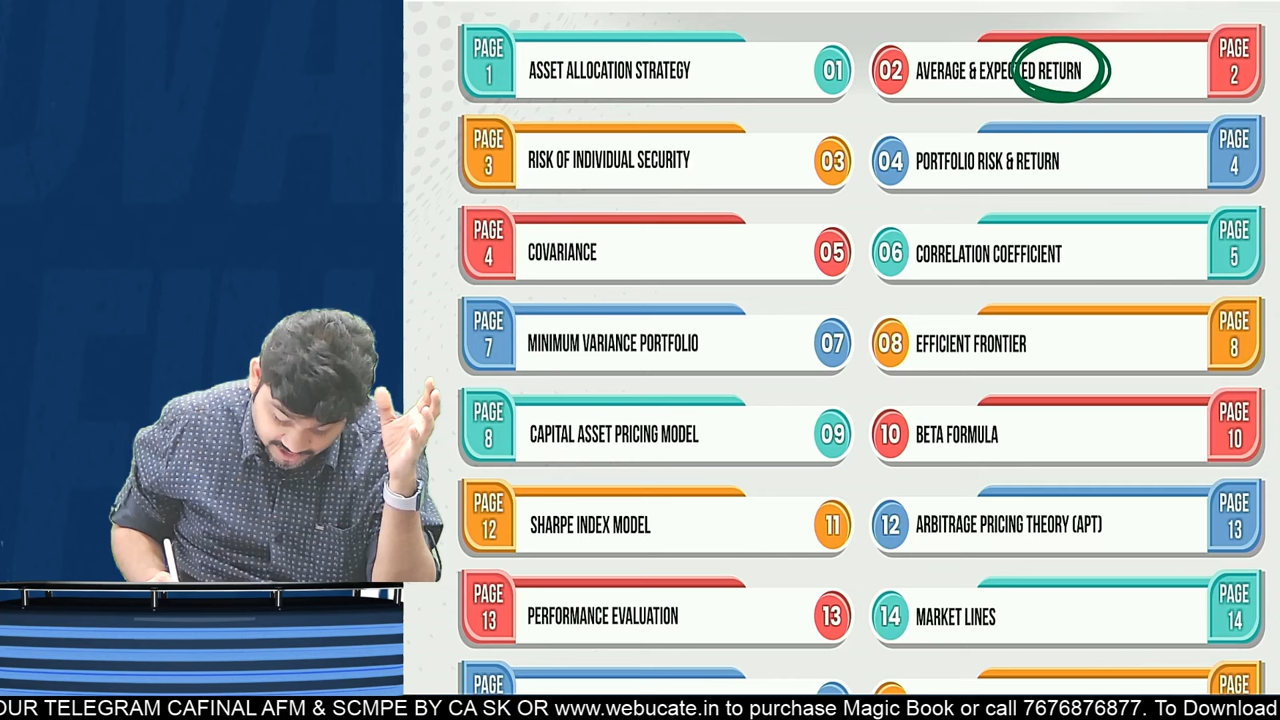 PAGE 1 ASSET ALLOCATION STRATEGY 01
02 AVERAGE & EXPECTED RETURN PAGE 2
PAGE 3 RISK OF INDIVIDUAL SECURITY 03
04 PORTFOLIO RISK & RETURN PAGE 4
PAGE 4 COVARIANCE 05
06 CORRELATION COEFFICIENT PAGE 5
PAGE 7 MINIMUM VARIANCE PORTFOLIO 07
08 EFFICIENT FRONTIER PAGE 8
PAGE 8 CAPITAL ASSET PRICING MODEL 09
10 BETA FORMULA PAGE 10
PAGE 12 SHARPE INDEX MODEL 11
12 ARBITRAGE PRICING THEORY (APT) PAGE 13
PAGE 13 PERFORMANCE EVALUATION 13
14 MARKET LINES PAGE 14
PAGE
PAGE
OUR TELEGRAM CAFINAL AFM & SCMPE BY CA SK OR www.webucate.in to purchase Magic Book or call 7676876877. To Download